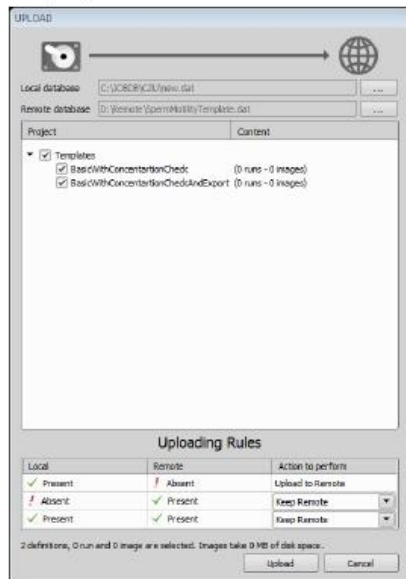 UPLOAD
Local database C:\JOBDB\CZU\new.dat ...
Remote database D:\Remote\SpermMotilityTemplate.dat ...
Project Content
Templates
BasicWithConcentartionCheck (0 runs - 0 images)
BasicWithConcentartionCheckAndExport (0 runs - 0 images)
Uploading Rules
Local Remote Action to perform
Present Absent Upload to Remote
Absent Present Keep Remote
Present Present Keep Remote
2 definitions, 0 run and 0 image are selected. Images take 0 MB of disk space.
Upload Cancel